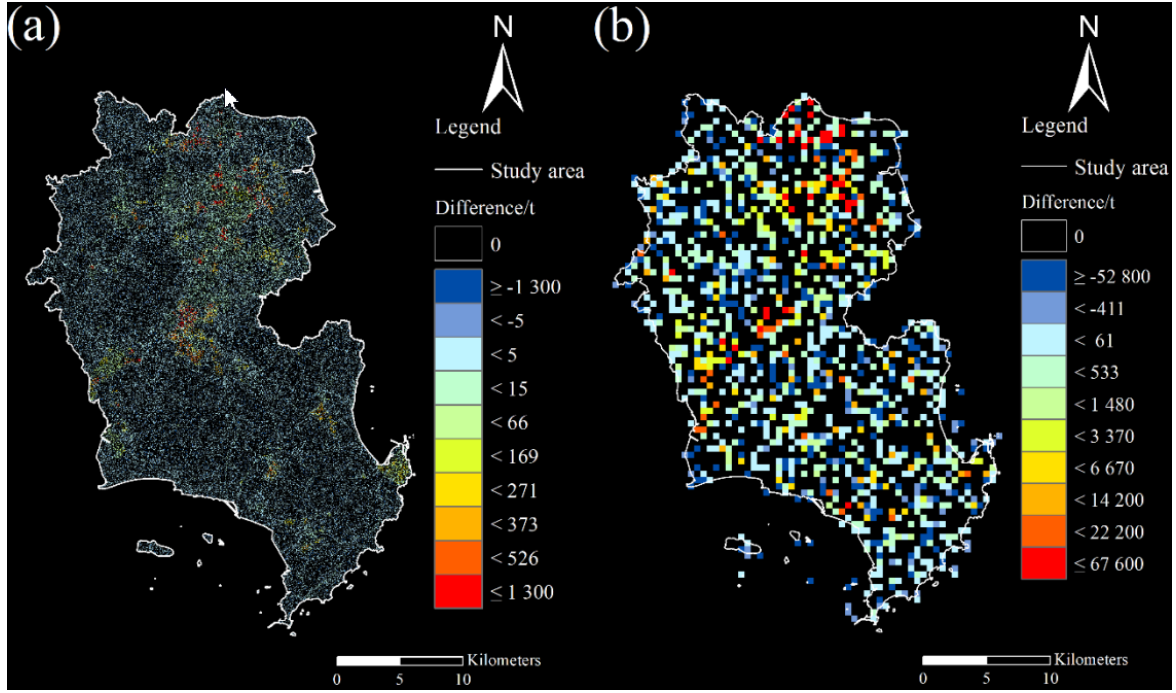 (a)
N
Legend
Study area
Difference/t
0
≥ -1 300
< -5
< 5
< 15
< 66
< 169
< 271
< 373
< 526
≤ 1 300
Kilometers
0 5 10
(b)
N
Legend
Study area
Difference/t
0
≥ -52 800
< -411
< 61
< 533
< 1 480
< 3 370
< 6 670
< 14 200
< 22 200
≤ 67 600
Kilometers
0 5 10